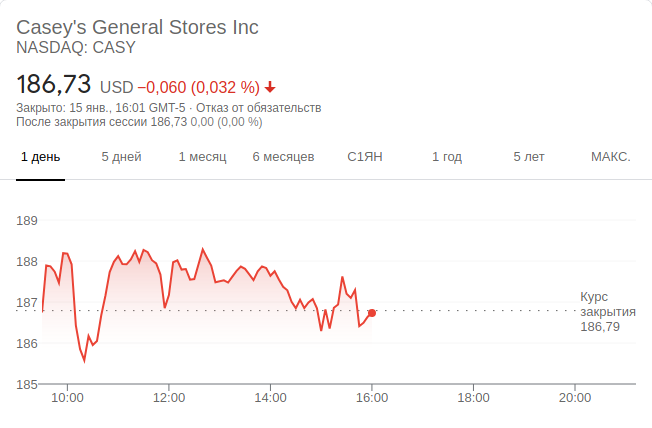 Casey's General Stores Inc
NASDAQ: CASY
186,73 USD −0,060 (0,032 %)
Закрыто: 15 янв., 16:01 GMT-5 · Отказ от обязательств
После закрытия сессии 186,73 0,00 (0,00 %)
1 день 5 дней 1 месяц 6 месяцев С1ЯН 1 год 5 лет МАКС.
189
188
187
Курс
закрытия
186,79
186
185
10:00 12:00 14:00 16:00 18:00 20:00